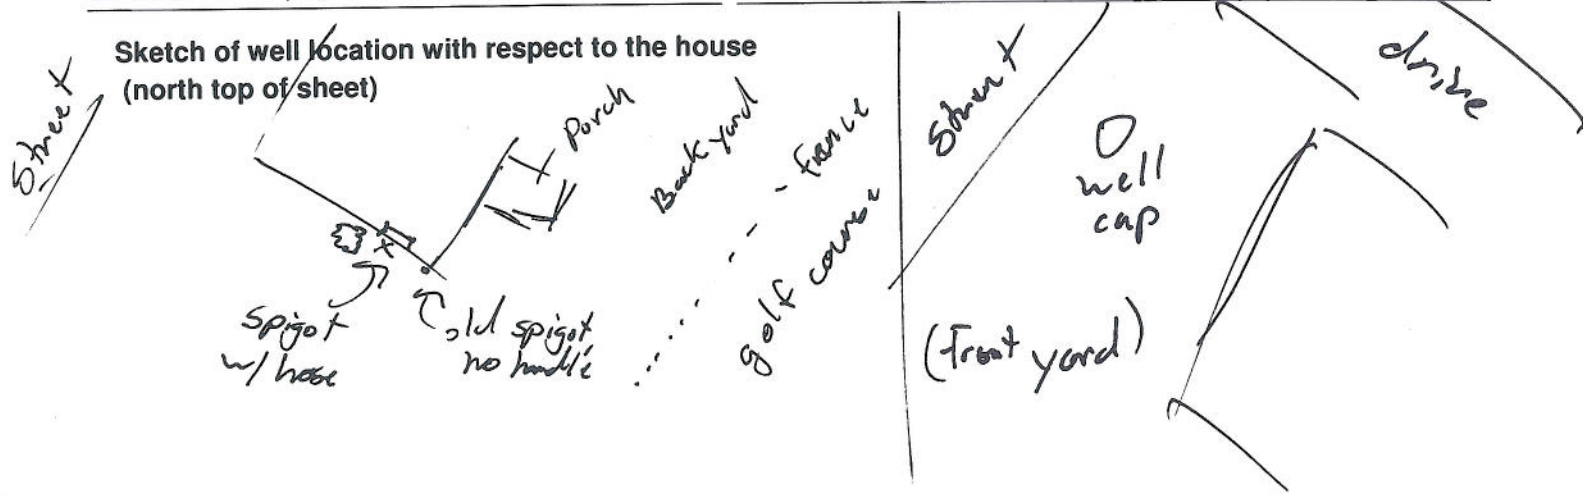 Sketch of well location with respect to the house
(north top of sheet)
Street
Porch
Back yard
golf course
spigot
w/ hose
old spigot
no handle
Street
drive
well
cap
(Front yard)